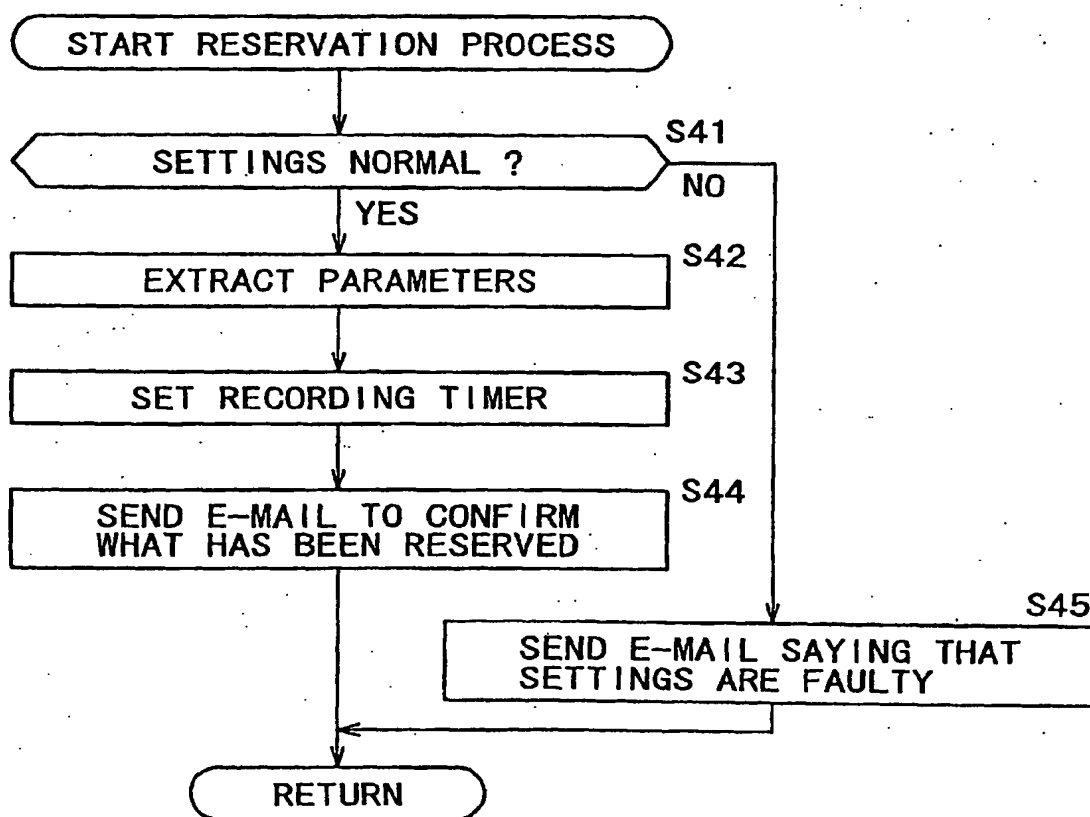 START RESERVATION PROCESS
S41
SETTINGS NORMAL ?
NO
YES
S42
EXTRACT PARAMETERS
S43
SET RECORDING TIMER
S44
SEND E-MAIL TO CONFIRM
WHAT HAS BEEN RESERVED
S45
SEND E-MAIL SAYING THAT
SETTINGS ARE FAULTY
RETURN